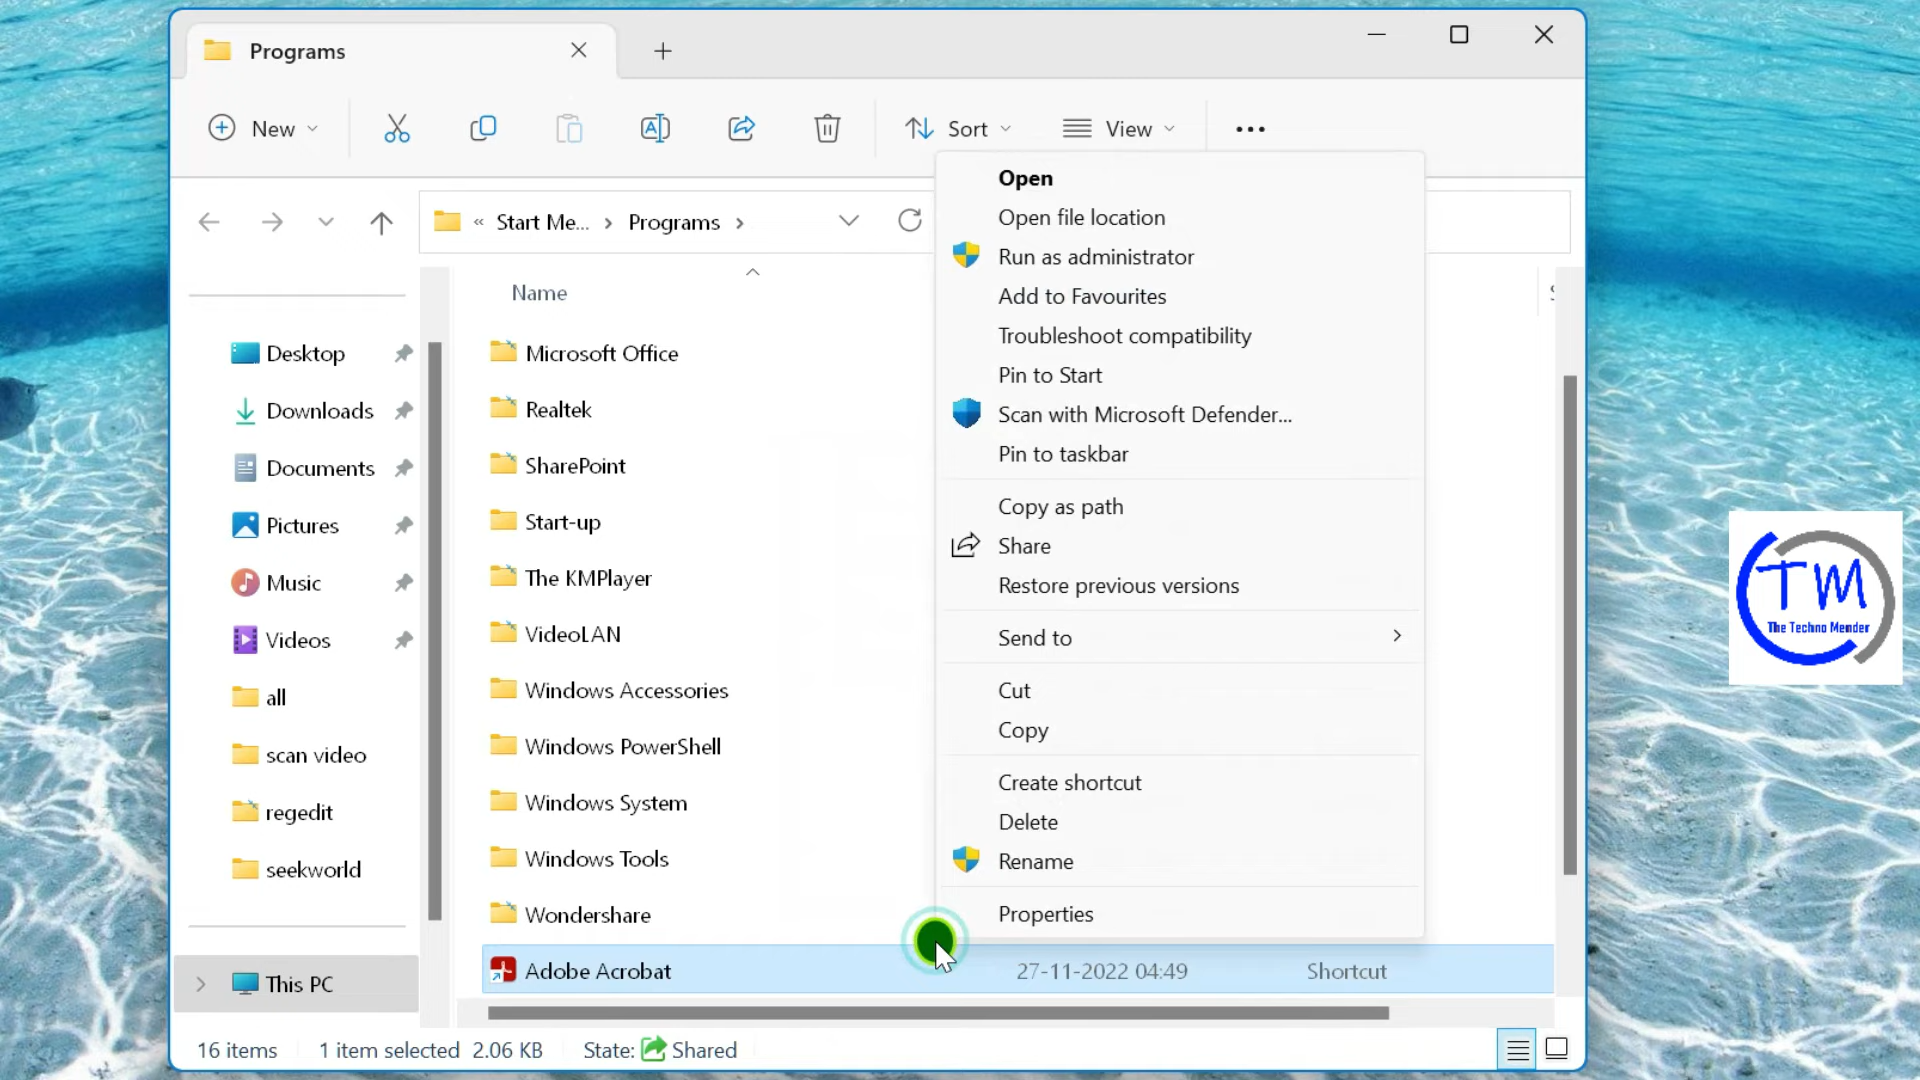 Programs
New
Sort
View
« Start Me... > Programs >
Name
Desktop
Downloads
Documents
Pictures
Music
Videos
all
scan video
regedit
seekworld
This PC
Microsoft Office
Realtek
SharePoint
Start-up
The KMPlayer
VideoLAN
Windows Accessories
Windows PowerShell
Windows System
Windows Tools
Wondershare
Adobe Acrobat 27-11-2022 04:49 Shortcut
Open
Open file location
Run as administrator
Add to Favourites
Troubleshoot compatibility
Pin to Start
Scan with Microsoft Defender...
Pin to taskbar
Copy as path
Share
Restore previous versions
Send to
Cut
Copy
Create shortcut
Delete
Rename
Properties
16 items 1 item selected 2.06 KB State: Shared
TM
The Techno Mender